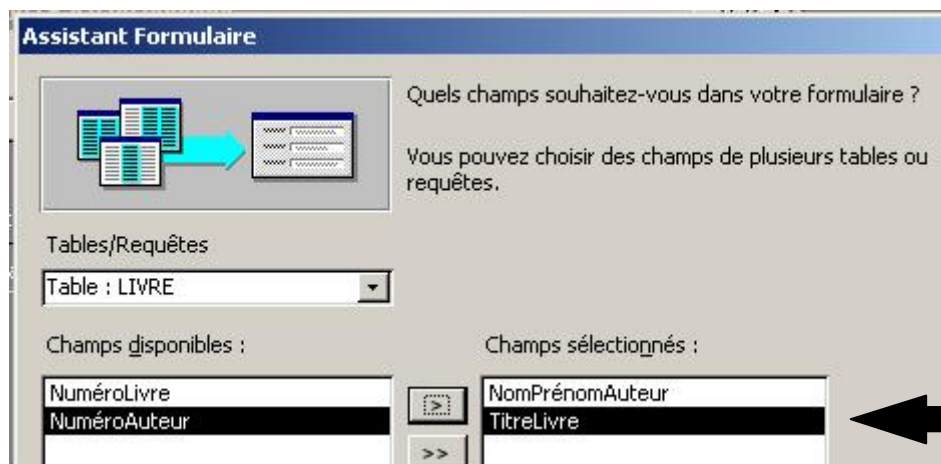 Assistant Formulaire
Quels champs souhaitez-vous dans votre formulaire ?
Vous pouvez choisir des champs de plusieurs tables ou
requêtes.
Tables/Requêtes
Table : LIVRE
Champs disponibles :
Champs sélectionnés :
NuméroLivre
NuméroAuteur
>
>>
NomPrénomAuteur
TitreLivre